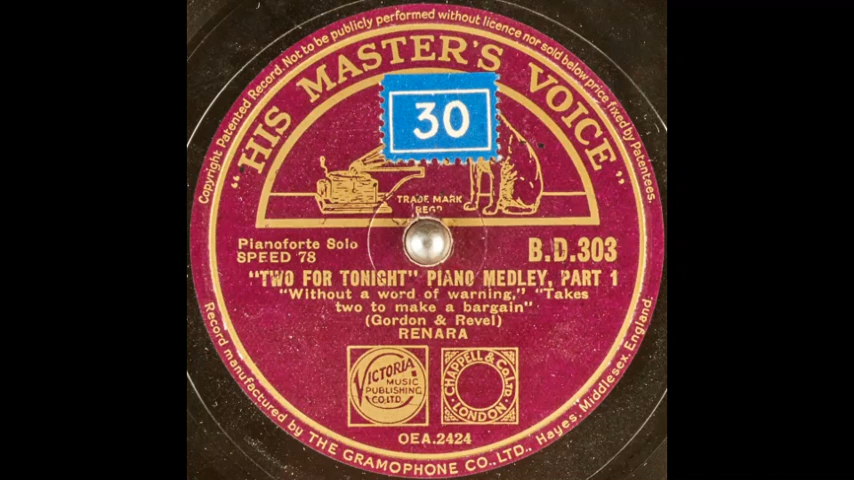 Copyright Patented Record. Not to be publicly performed without licence nor sold below price fixed by Patentees.
"HIS MASTER'S VOICE"
30
TRADE MARK
REGD
Pianoforte Solo
SPEED 78
B.D.303
"TWO FOR TONIGHT" PIANO MEDLEY, PART 1
"Without a word of warning," "Takes
two to make a bargain"
(Gordon & Revel)
RENARA
VICTORIA
MUSIC
PUBLISHING
CO. LTD.
CHAPPELL & Co LTD
LONDON
OEA.2424
Record manufactured by THE GRAMOPHONE CO., LTD., Hayes, Middlesex, England.